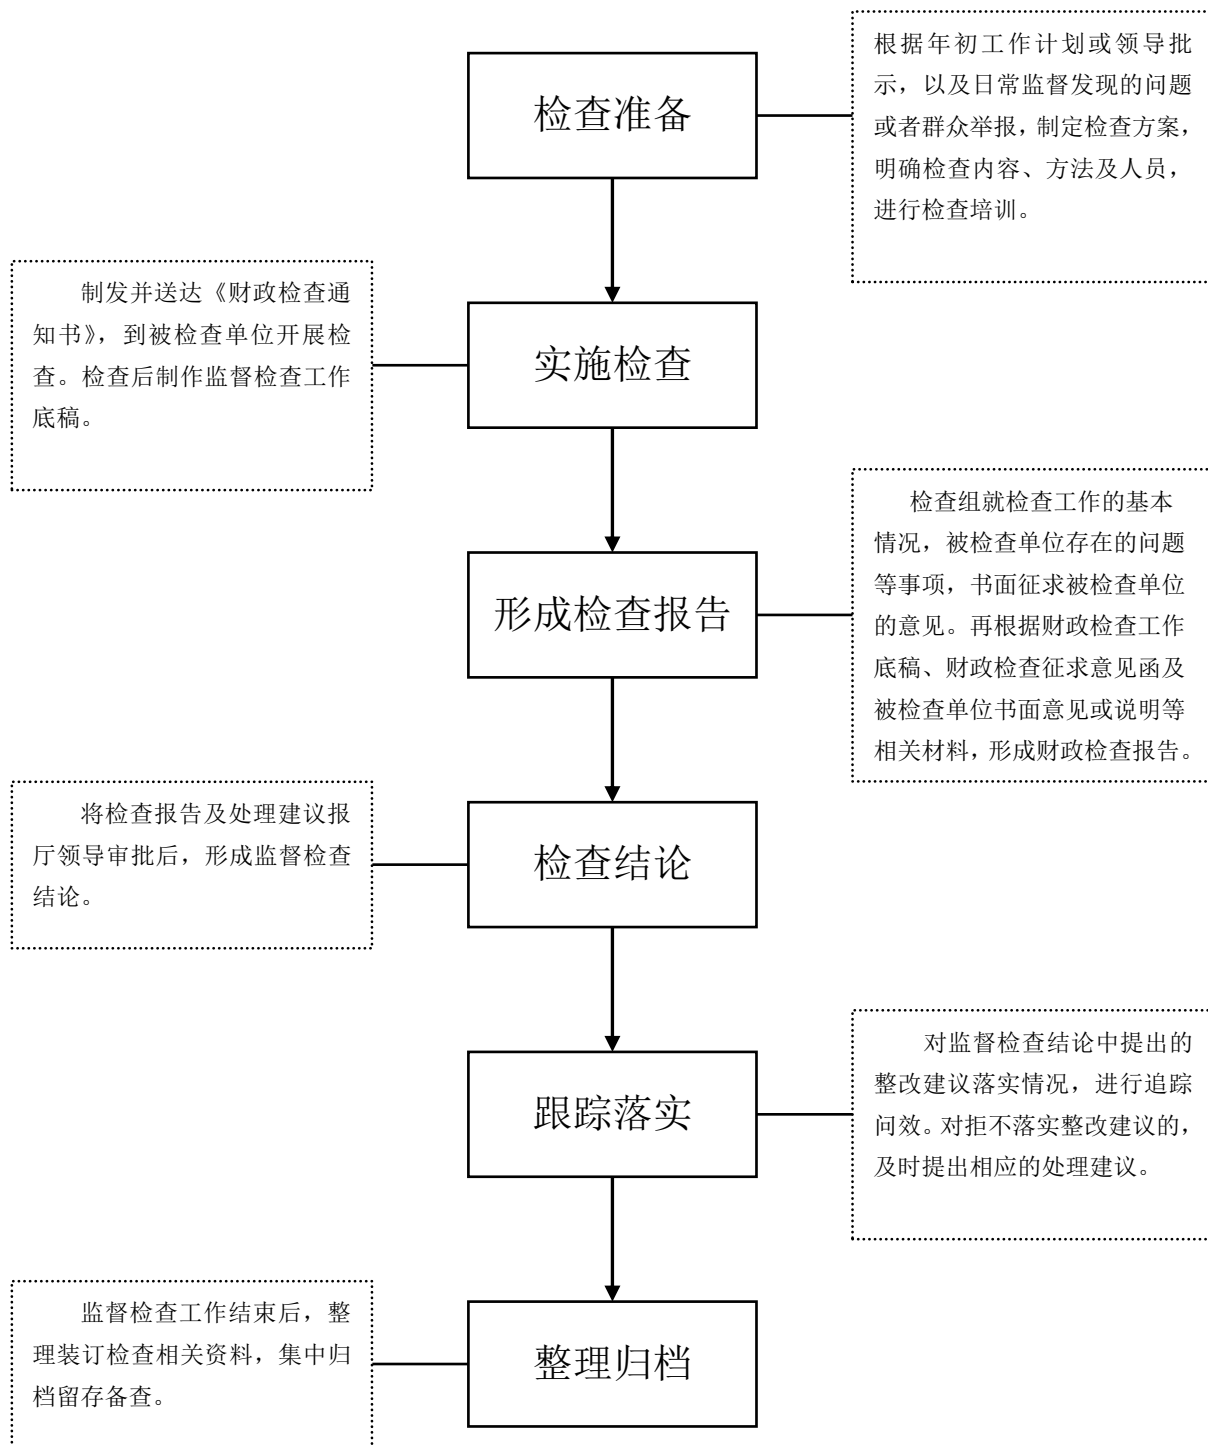 检查准备
根据年初工作计划或领导批
示，以及日常监督发现的问题
或者群众举报，制定检查方案，
明确检查内容、方法及人员，
进行检查培训。
制发并送达《财政检查通
知书》，到被检查单位开展检
查。检查后制作监督检查工作
底稿。
实施检查
检查组就检查工作的基本
情况，被检查单位存在的问题
等事项，书面征求被检查单位
的意见。再根据财政检查工作
底稿、财政检查征求意见函及
被检查单位书面意见或说明等
相关材料，形成财政检查报告。
形成检查报告
将检查报告及处理建议报
厅领导审批后，形成监督检查
结论。
检查结论
对监督检查结论中提出的
整改建议落实情况，进行追踪
问效。对拒不落实整改建议的，
及时提出相应的处理建议。
跟踪落实
监督检查工作结束后，整
理装订检查相关资料，集中归
档留存备查。
整理归档